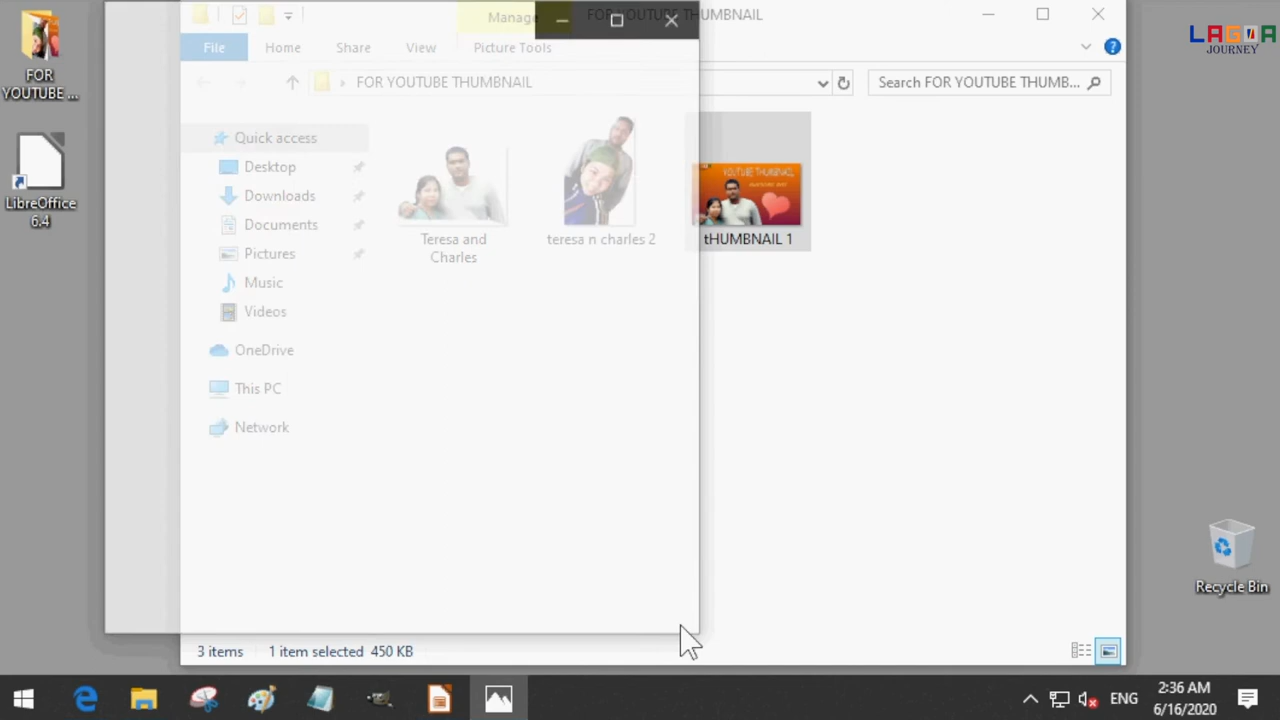 Manage
FOR YOUTUBE THUMBNAIL
File
Home
Share
View
Picture Tools
FOR YOUTUBE THUMBNAIL
Search FOR YOUTUBE THUMB...
Quick access
Desktop
Downloads
Documents
Pictures
Music
Videos
OneDrive
This PC
Network
Teresa and
Charles
teresa n charles 2
YOUTUBE THUMBNAIL
tHUMBNAIL 1
3 items
1 item selected 450 KB
FOR
YOUTUBE ...
LibreOffice
6.4
LAGOA
JOURNEY
Recycle Bin
ENG
2:36 AM
6/16/2020